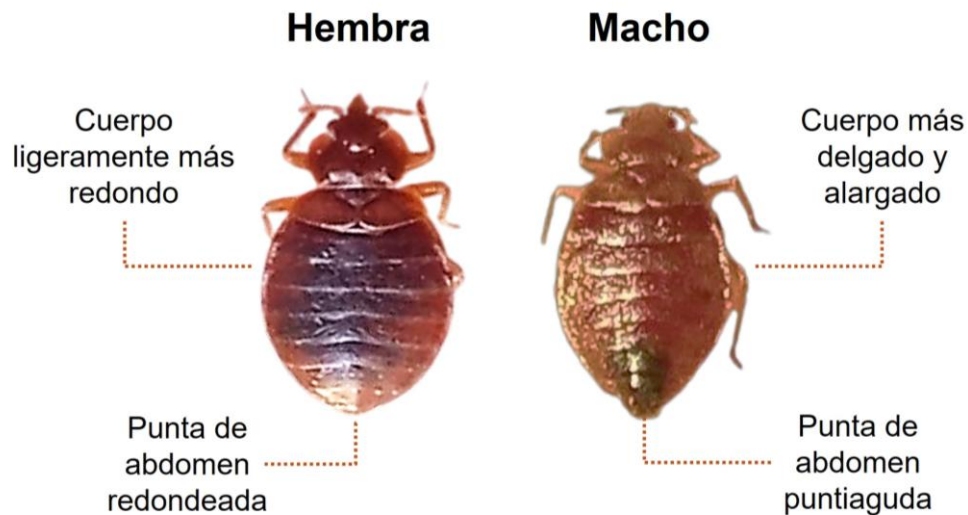 Hembra
Macho
Cuerpo
ligeramente más
redondo
Cuerpo más
delgado y
alargado
Punta de
abdomen
redondeada
Punta de
abdomen
puntiaguda